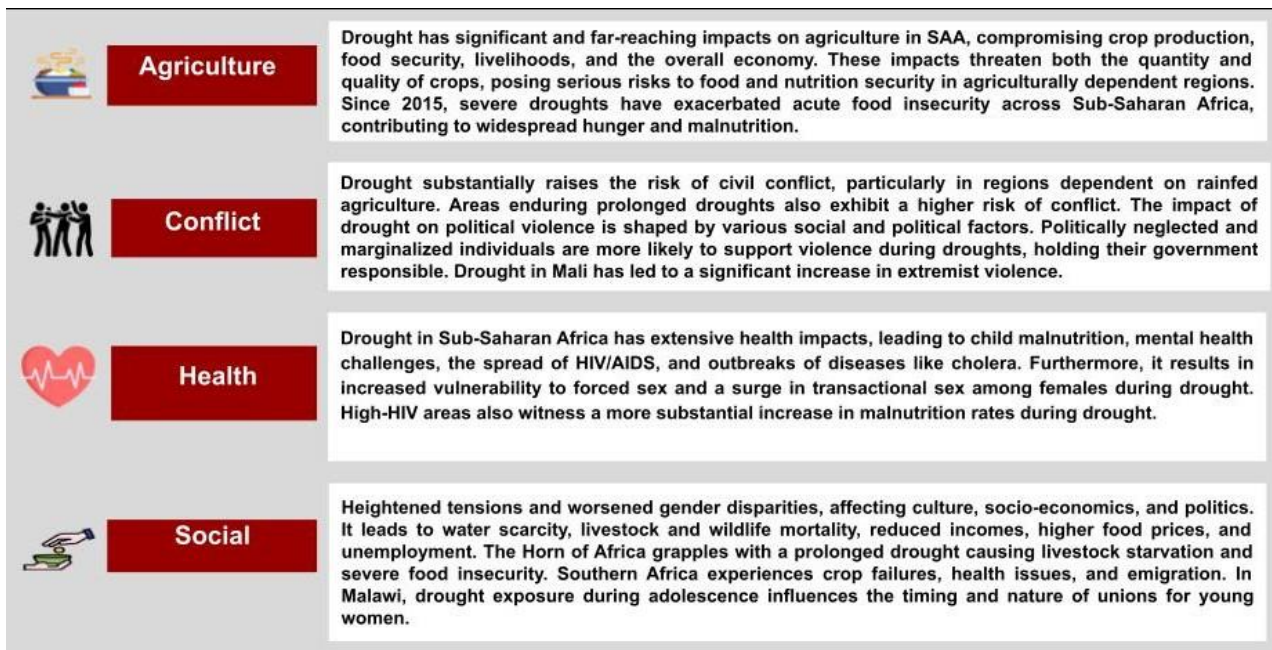 Agriculture
Drought has significant and far-reaching impacts on agriculture in SAA, compromising crop production,
food security, livelihoods, and the overall economy. These impacts threaten both the quantity and
quality of crops, posing serious risks to food and nutrition security in agriculturally dependent regions.
Since 2015, severe droughts have exacerbated acute food insecurity across Sub-Saharan Africa,
contributing to widespread hunger and malnutrition.
Conflict
Drought substantially raises the risk of civil conflict, particularly in regions dependent on rainfed
agriculture. Areas enduring prolonged droughts also exhibit a higher risk of conflict. The impact of
drought on political violence is shaped by various social and political factors. Politically neglected and
marginalized individuals are more likely to support violence during droughts, holding their government
responsible. Drought in Mali has led to a significant increase in extremist violence.
Health
Drought in Sub-Saharan Africa has extensive health impacts, leading to child malnutrition, mental health
challenges, the spread of HIV/AIDS, and outbreaks of diseases like cholera. Furthermore, it results in
increased vulnerability to forced sex and a surge in transactional sex among females during drought.
High-HIV areas also witness a more substantial increase in malnutrition rates during drought.
Social
Heightened tensions and worsened gender disparities, affecting culture, socio-economics, and politics.
It leads to water scarcity, livestock and wildlife mortality, reduced incomes, higher food prices, and
unemployment. The Horn of Africa grapples with a prolonged drought causing livestock starvation and
severe food insecurity. Southern Africa experiences crop failures, health issues, and emigration. In
Malawi, drought exposure during adolescence influences the timing and nature of unions for young
women.